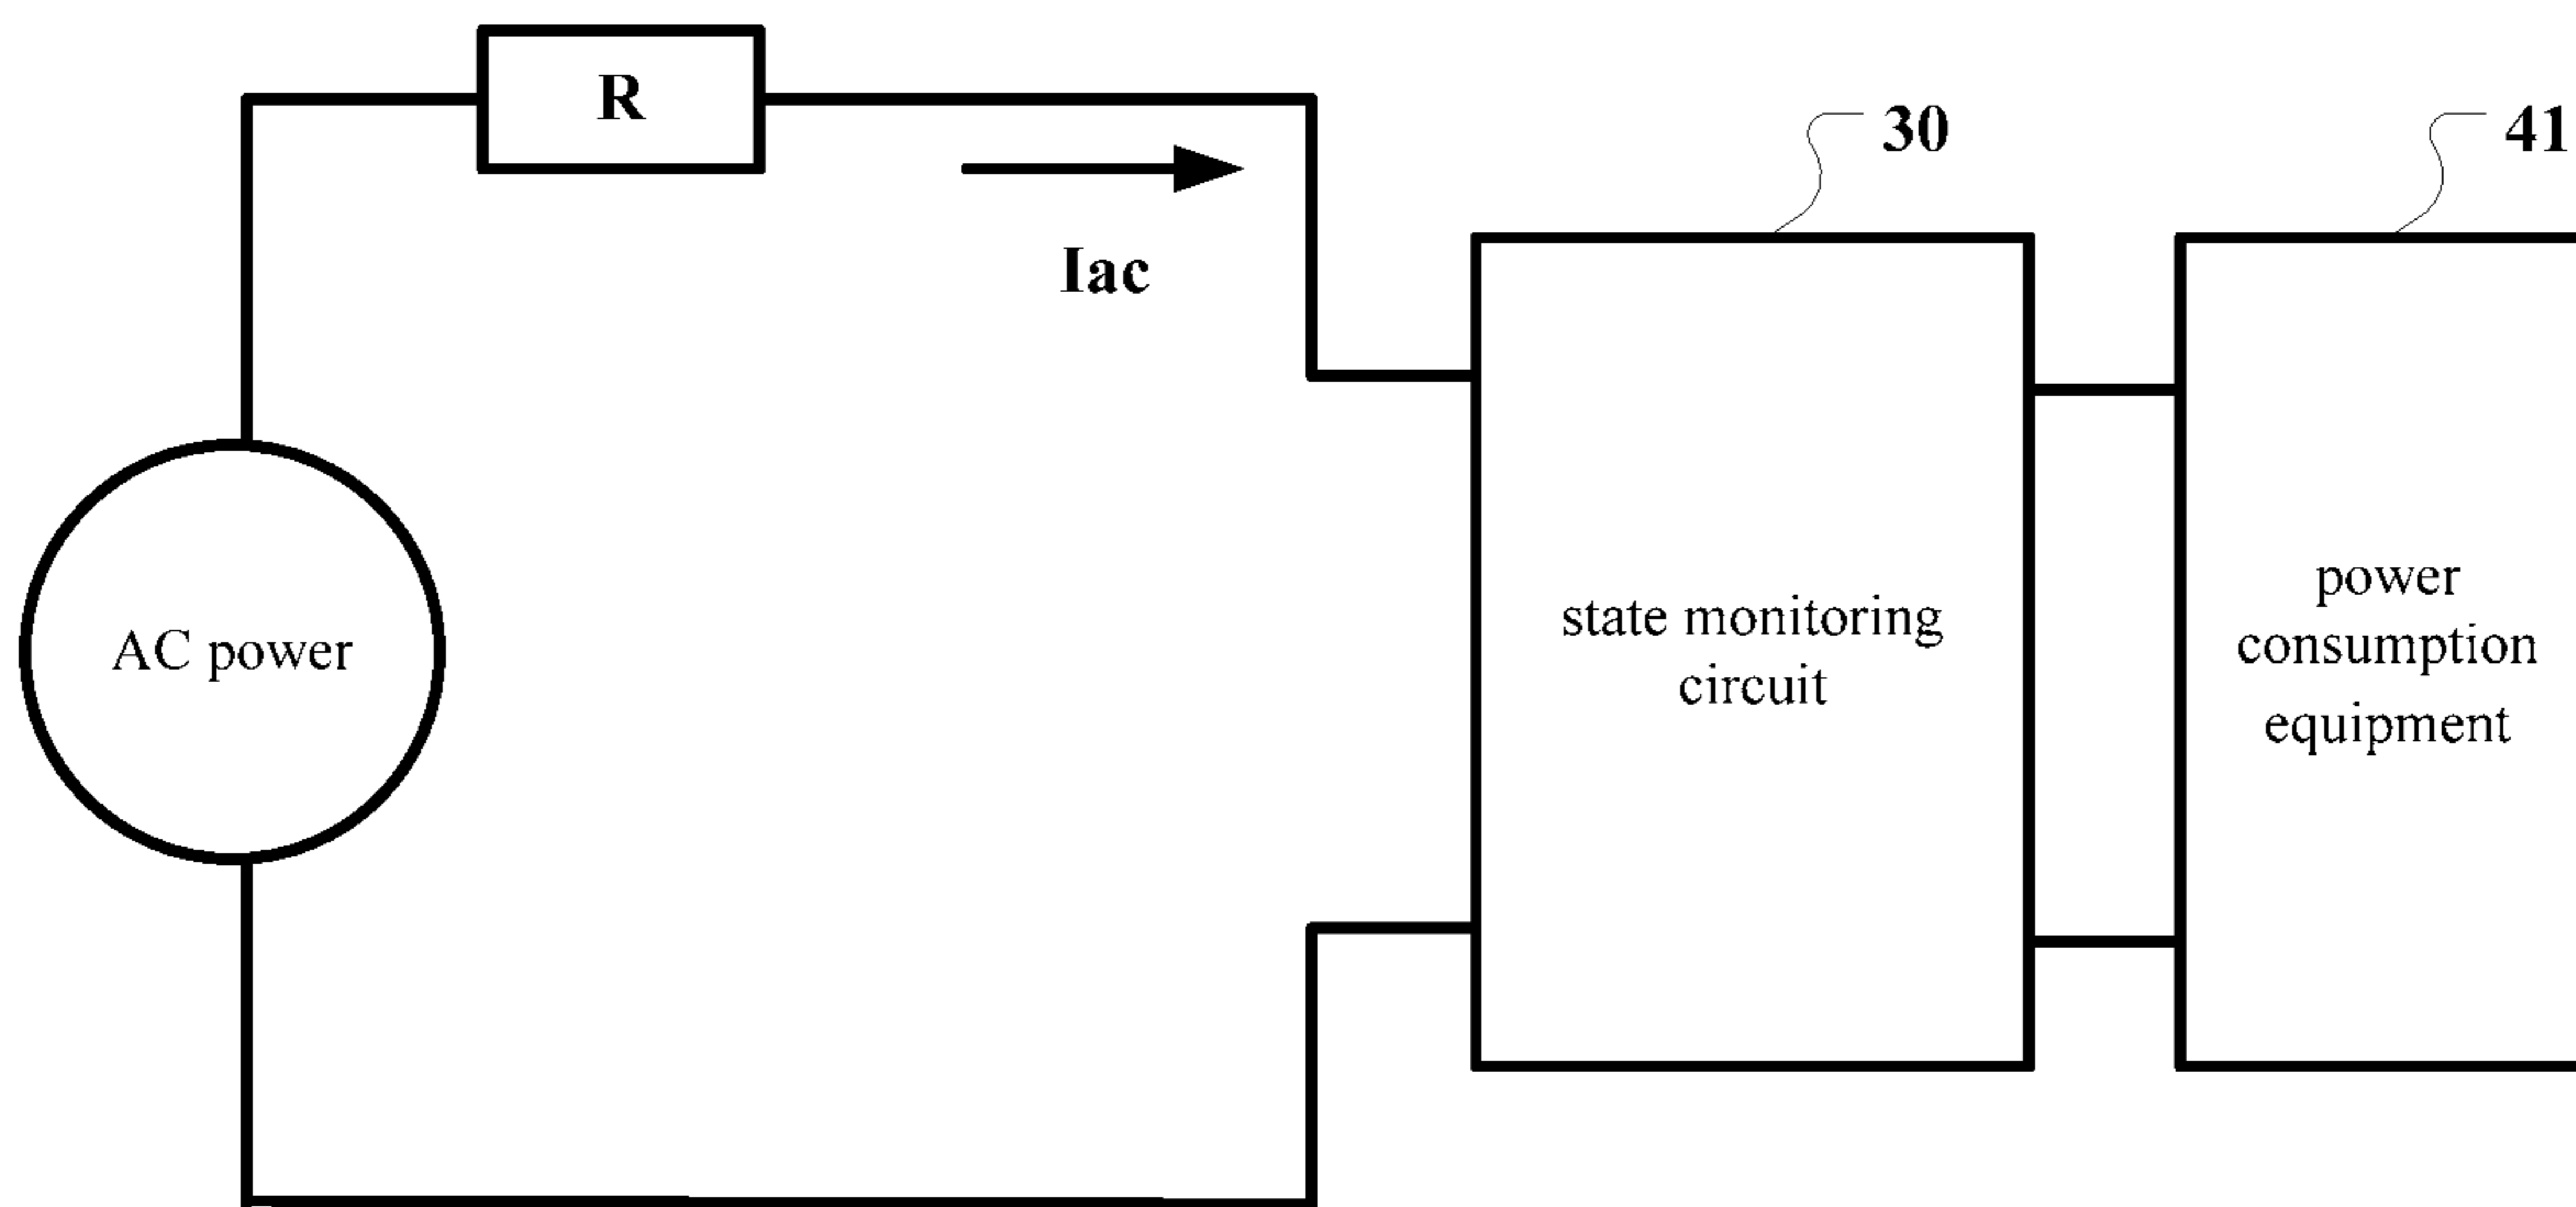 R
30
41
Iac
AC power
state monitoring
circuit
power
consumption
equipment